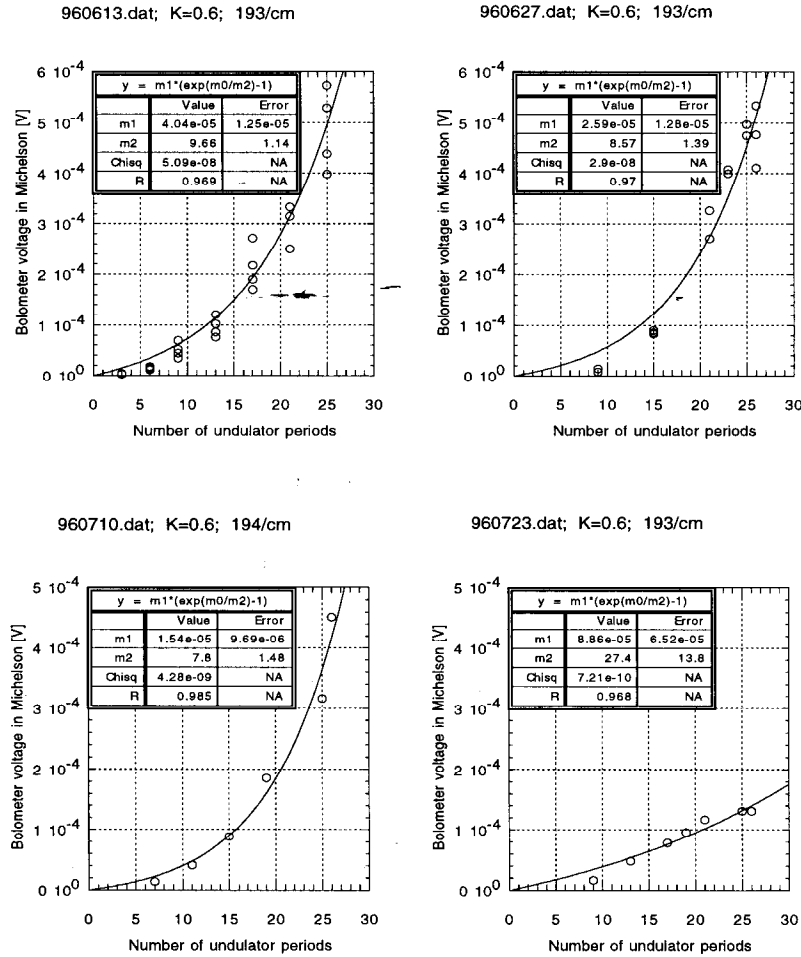 960613.dat; K=0.6; 193/cm
Bolometer voltage in Michelson [V]
6 10-4
5 10-4
4 10-4
3 10-4
2 10-4
1 10-4
0 100
y = m1*(exp(m0/m2)-1)
Value Error
m1 4.04e-05 1.25e-05
m2 9.66 1.14
Chisq 5.09e-08 NA
R 0.969 NA
0 5 10 15 20 25 30
Number of undulator periods
960627.dat; K=0.6; 193/cm
Bolometer voltage in Michelson [V]
6 10-4
5 10-4
4 10-4
3 10-4
2 10-4
1 10-4
0 100
y = m1*(exp(m0/m2)-1)
Value Error
m1 2.59e-05 1.28e-05
m2 8.57 1.39
Chisq 2.9e-08 NA
R 0.97 NA
0 5 10 15 20 25 30
Number of undulator periods
960710.dat; K=0.6; 194/cm
Bolometer voltage in Michelson [V]
5 10-4
4 10-4
3 10-4
2 10-4
1 10-4
0 100
y = m1*(exp(m0/m2)-1)
Value Error
m1 1.54e-05 9.69e-06
m2 7.8 1.48
Chisq 4.28e-09 NA
R 0.985 NA
0 5 10 15 20 25 30
Number of undulator periods
960723.dat; K=0.6; 193/cm
Bolometer voltage in Michelson [V]
5 10-4
4 10-4
3 10-4
2 10-4
1 10-4
0 100
y = m1*(exp(m0/m2)-1)
Value Error
m1 8.86e-05 6.52e-05
m2 27.4 13.8
Chisq 7.21e-10 NA
R 0.968 NA
0 5 10 15 20 25 30
Number of undulator periods